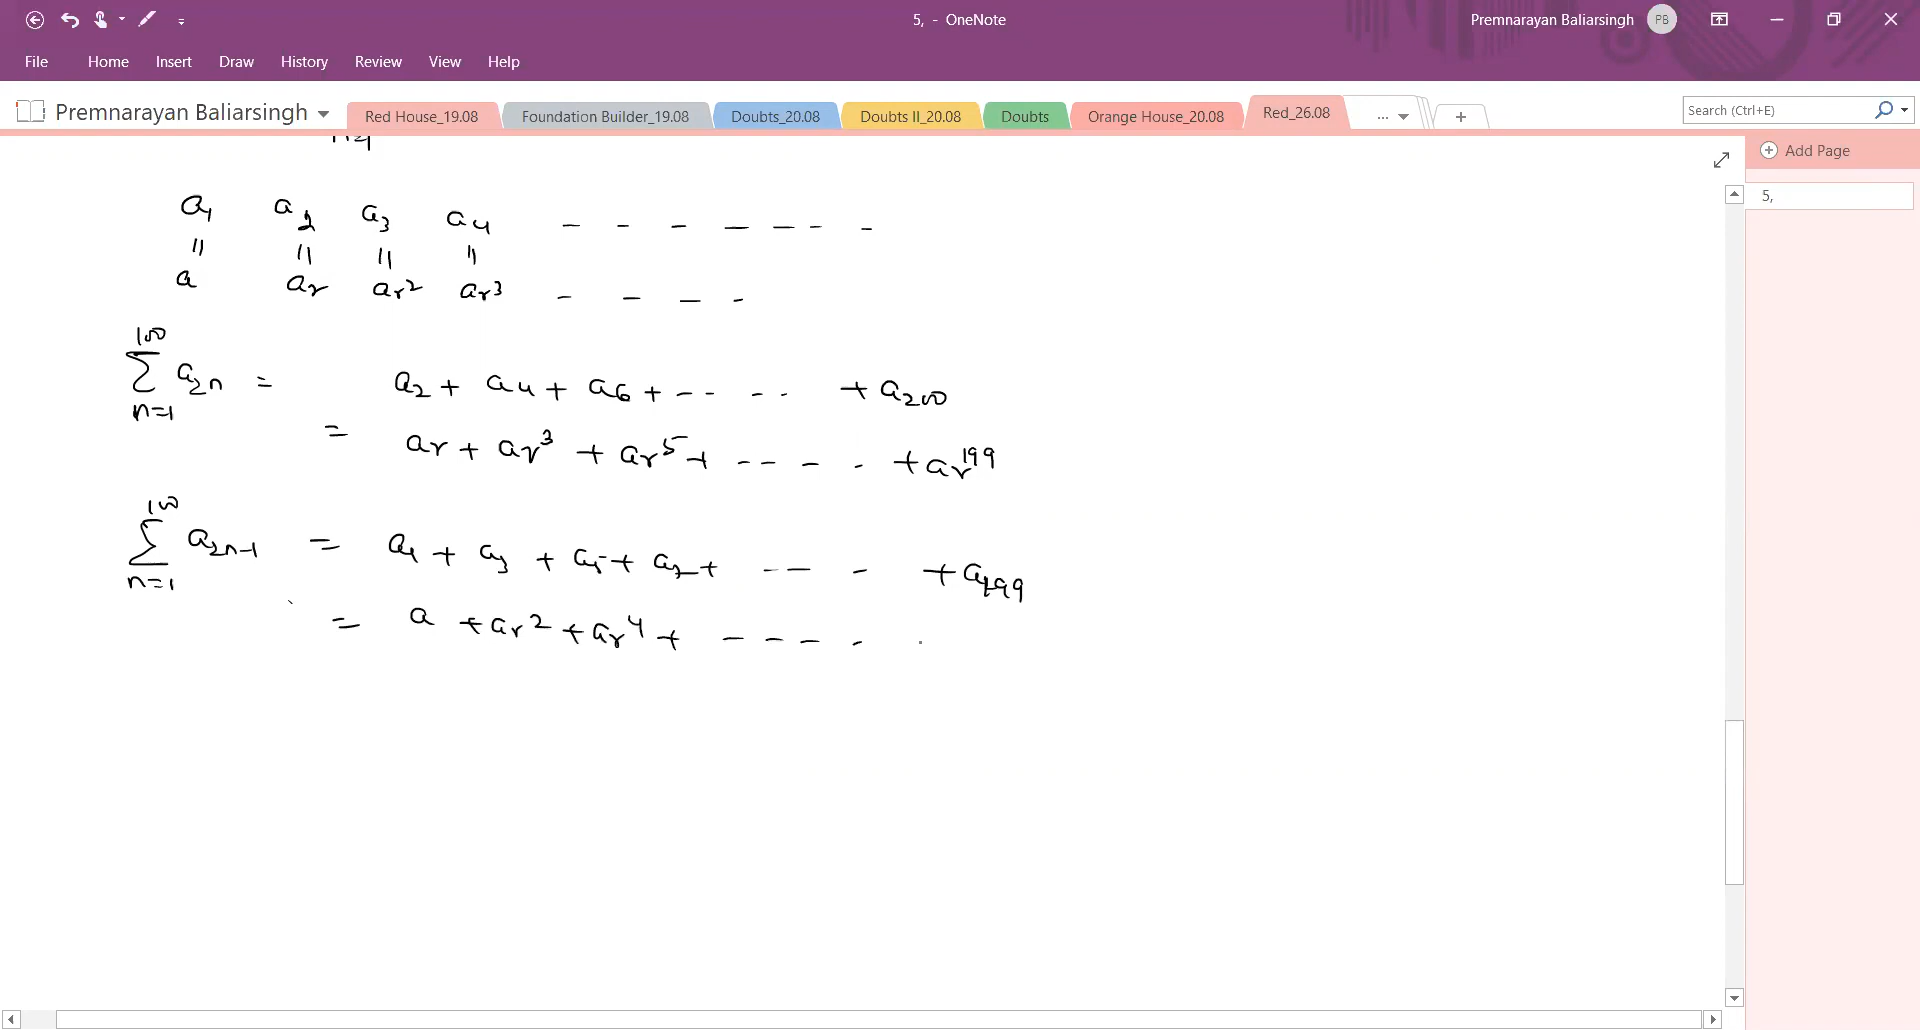 5, - OneNote
Premnarayan Baliarsingh PB
File Home Insert Draw History Review View Help
Premnarayan Baliarsingh Red House_19.08 Foundation Builder_19.08 Doubts_20.08 Doubts II_20.08 Doubts Orange House_20.08 Red_26.08 ... + Search (Ctrl+E)
Add Page
5,
a₁ a₂ a₃ a₄ - - - - - - -
|| || || ||
a ar ar² ar³ - - - -
100
∑ a₂ₙ = a₂ + a₄ + a₆ + - - - - + a₂₀₀
n=1
= ar + ar³ + ar⁵ + - - - - + ar¹⁹⁹
100
∑ a₂ₙ₋₁ = a₁ + a₃ + a₅ + a₇ + - - - + a₁₉₉
n=1
= a + ar² + ar⁴ + - - - - .